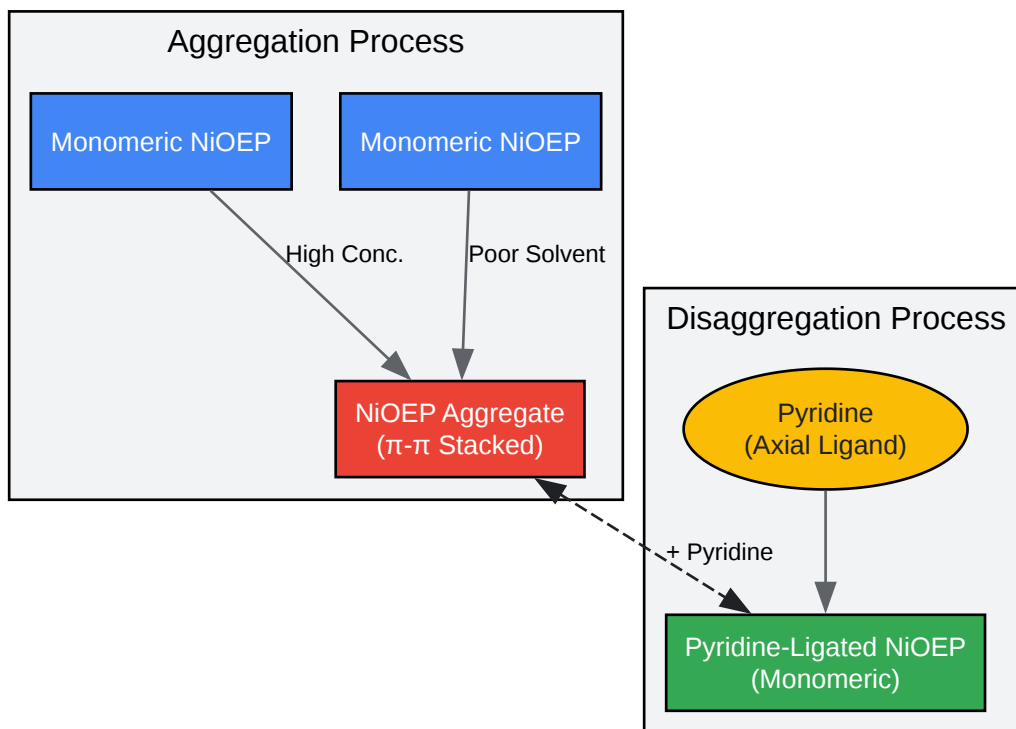 Aggregation Process
Monomeric NiOEP
Monomeric NiOEP
High Conc.
Poor Solvent
NiOEP Aggregate
(π-π Stacked)
Disaggregation Process
Pyridine
(Axial Ligand)
+ Pyridine
Pyridine-Ligated NiOEP
(Monomeric)